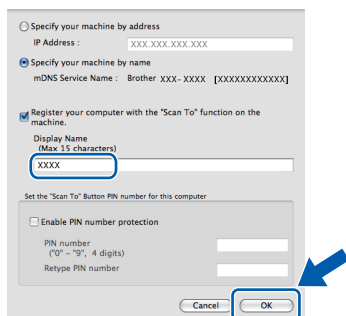 Specify your machine by address
IP Address : XXX.XXX.XXX.XXX
Specify your machine by name
mDNS Service Name : Brother XXX-XXXX [XXXXXXXXXXXX]
Register your computer with the "Scan To" function on the
machine.
Display Name
(Max 15 characters)
XXXX
Set the "Scan To" Button PIN number for this computer
Enable PIN number protection
PIN number
("0" - "9", 4 digits)
Retype PIN number
Cancel OK